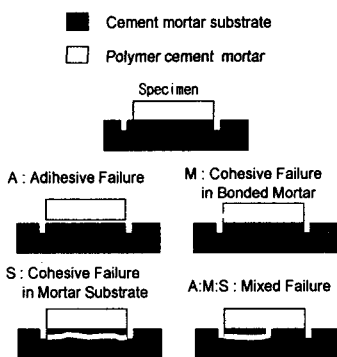 Cement mortar substrate
Polymer cement mortar
Specimen
A : Adihesive Failure
M : Cohesive Failure
in Bonded Mortar
S : Cohesive Failure
in Mortar Substrate
A:M:S : Mixed Failure